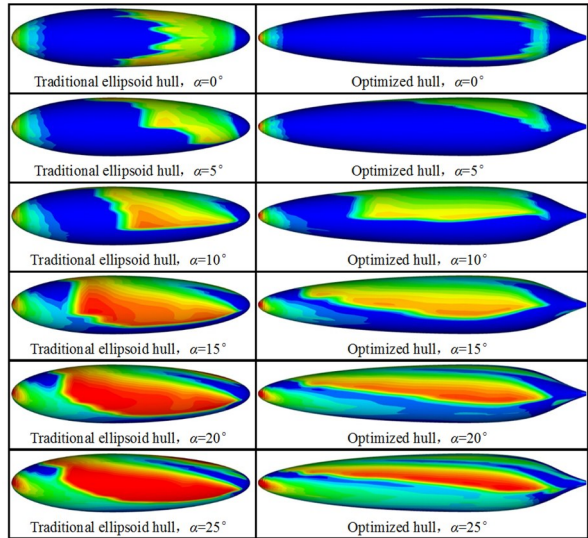 Traditional ellipsoid hull, α=0°
Optimized hull, α=0°
Traditional ellipsoid hull, α=5°
Optimized hull, α=5°
Traditional ellipsoid hull, α=10°
Optimized hull, α=10°
Traditional ellipsoid hull, α=15°
Optimized hull, α=15°
Traditional ellipsoid hull, α=20°
Optimized hull, α=20°
Traditional ellipsoid hull, α=25°
Optimized hull, α=25°